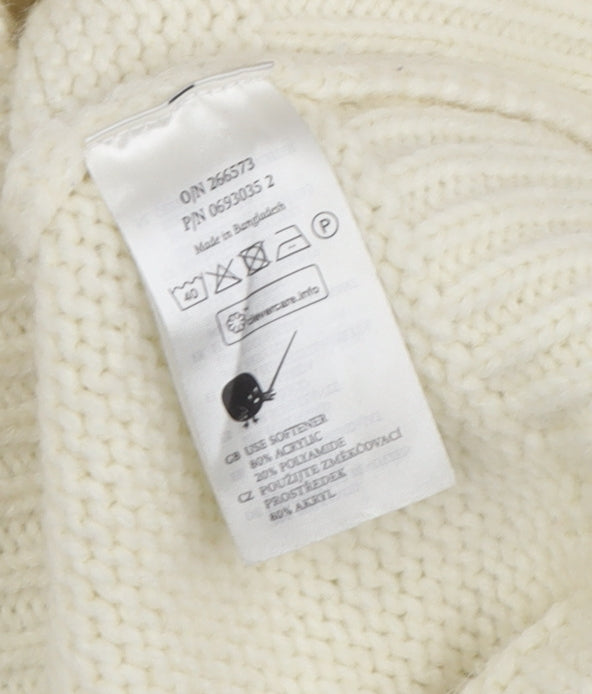 O/N 266573
P/N 0693035 2
Made in Bangladesh
40 P
clevercare.info
GB USE SOFTENER
80% ACRYLIC
20% POLYAMIDE
CZ POUŽIJTE ZMĚKČOVACÍ
PROSTŘEDEK
80% AKRYL